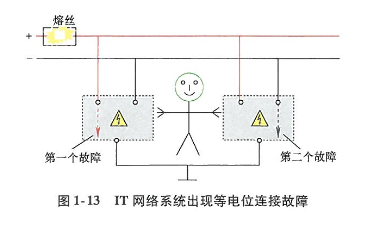 熔丝
+
-
第一个故障
第二个故障
图 1-13 IT 网络系统出现等电位连接故障